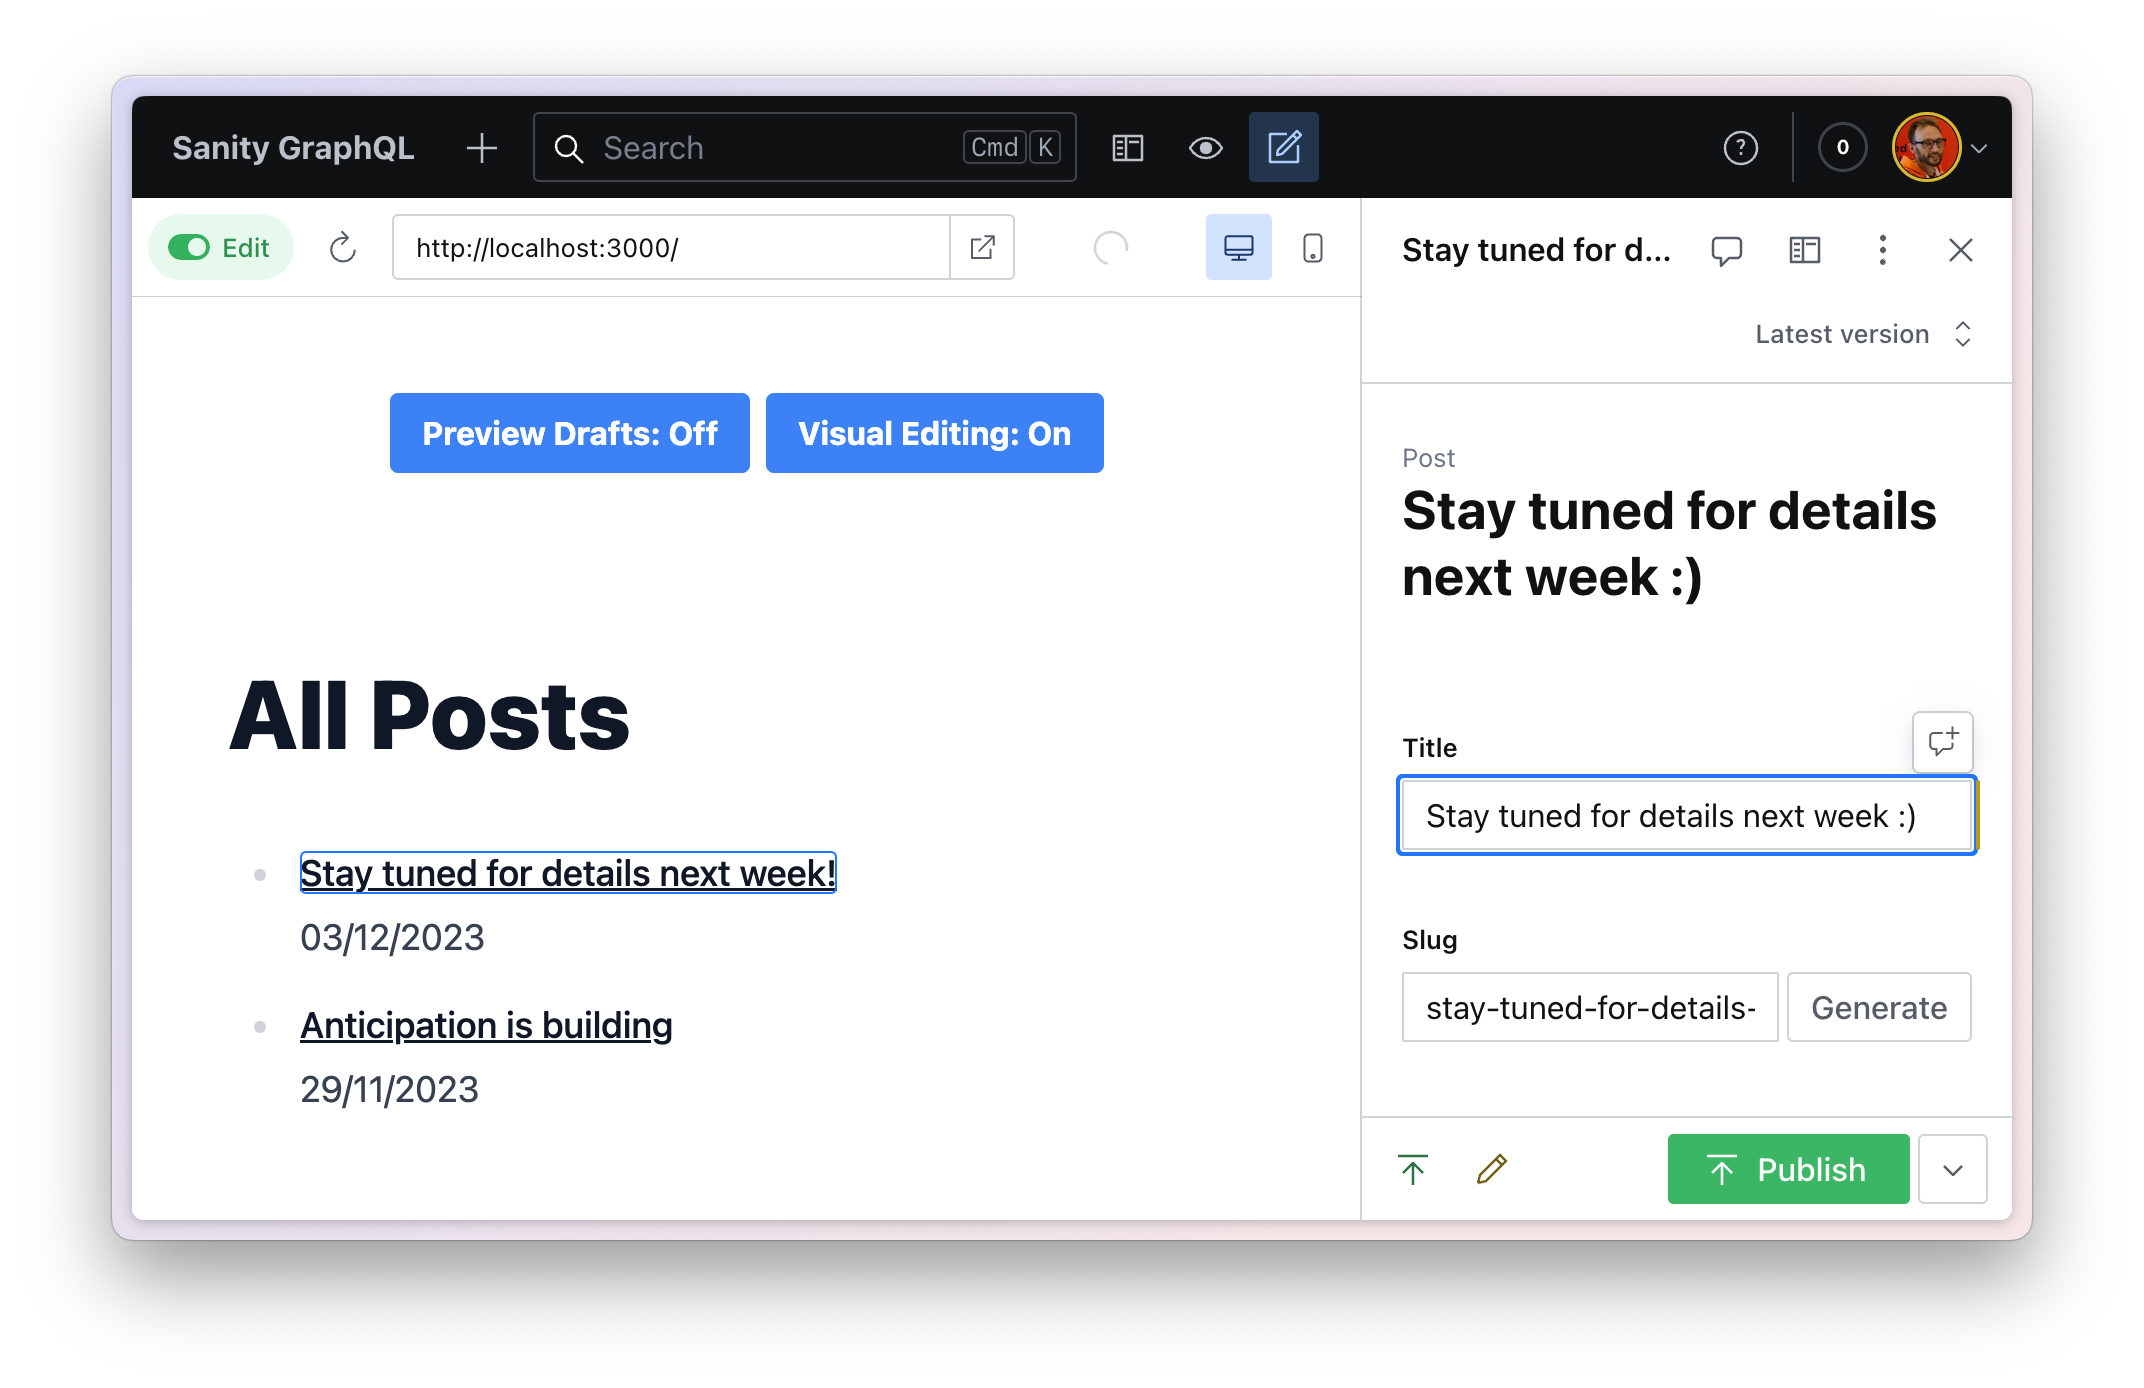 Sanity GraphQL
Search
Cmd K
?
0
Edit
http://localhost:3000/
Preview Drafts: Off
Visual Editing: On
All Posts
Stay tuned for details next week!
03/12/2023
Anticipation is building
29/11/2023
Stay tuned for d...
Latest version
Post
Stay tuned for details
next week :)
Title
Stay tuned for details next week :)
Slug
stay-tuned-for-details-
Generate
Publish